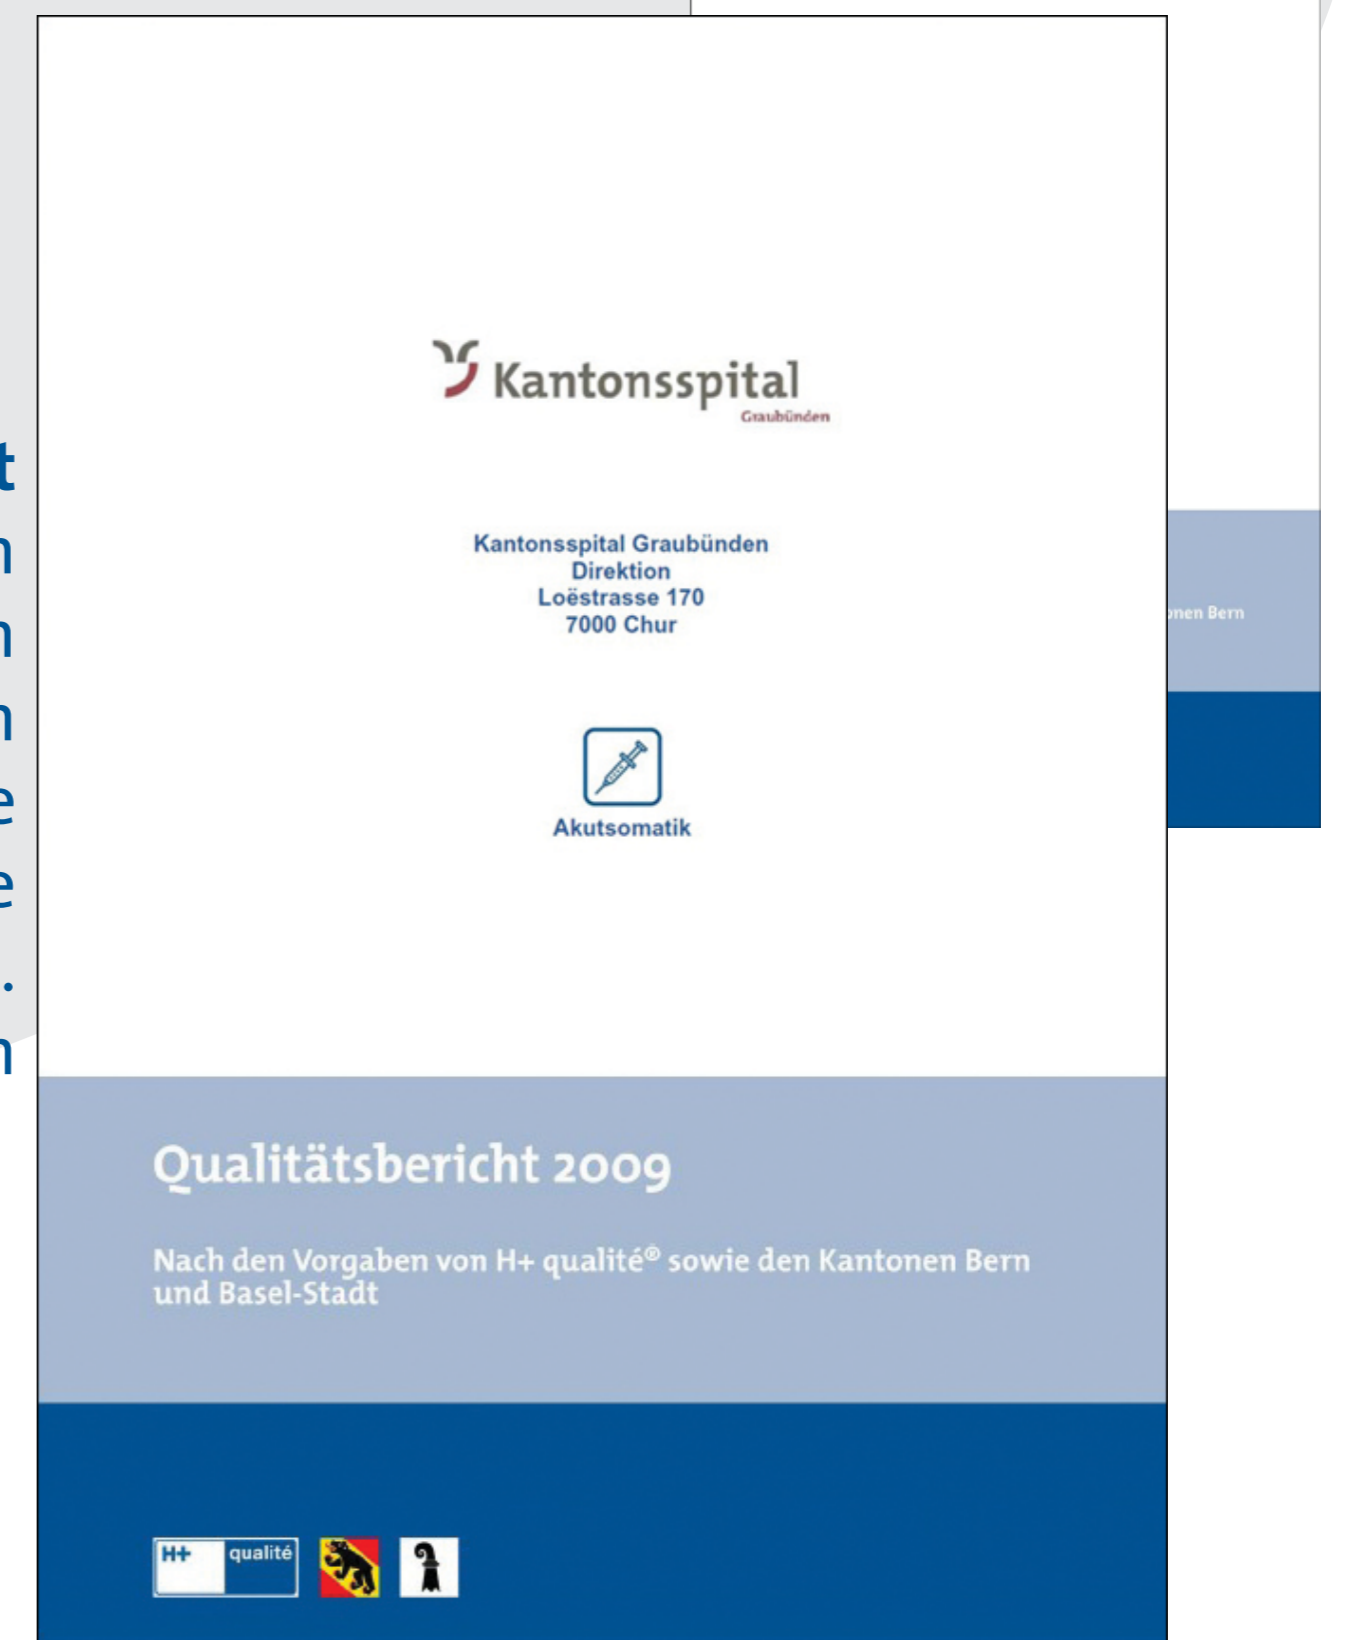 Kantonsspital
Graubünden
Kantonsspital Graubünden
Direktion
Loëstrasse 170
7000 Chur
Akutsomatik
Qualitätsbericht 2009
Nach den Vorgaben von H+ qualité® sowie den Kantonen Bern
und Basel-Stadt
H+ qualité
Bern